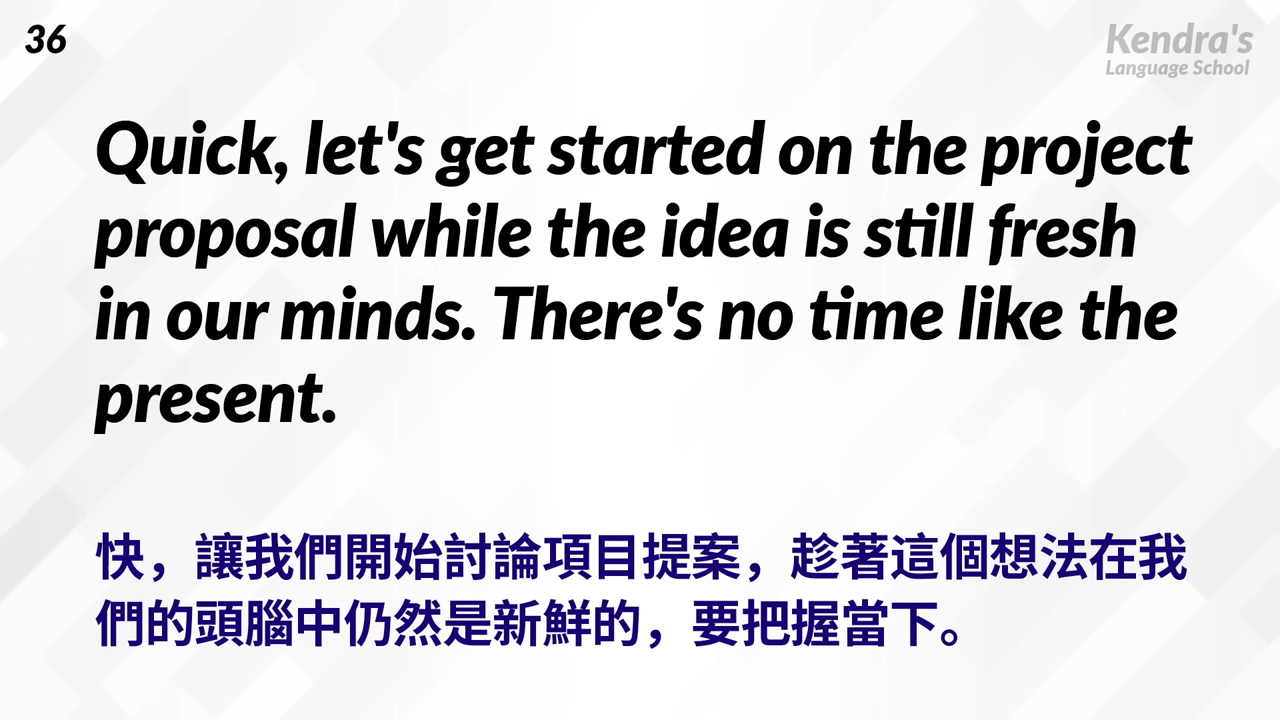 36
Kendra's
Language School
Quick, let's get started on the project
proposal while the idea is still fresh
in our minds. There's no time like the
present.
快，讓我們開始討論項目提案，趁著這個想法在我
們的頭腦中仍然是新鮮的，要把握當下。